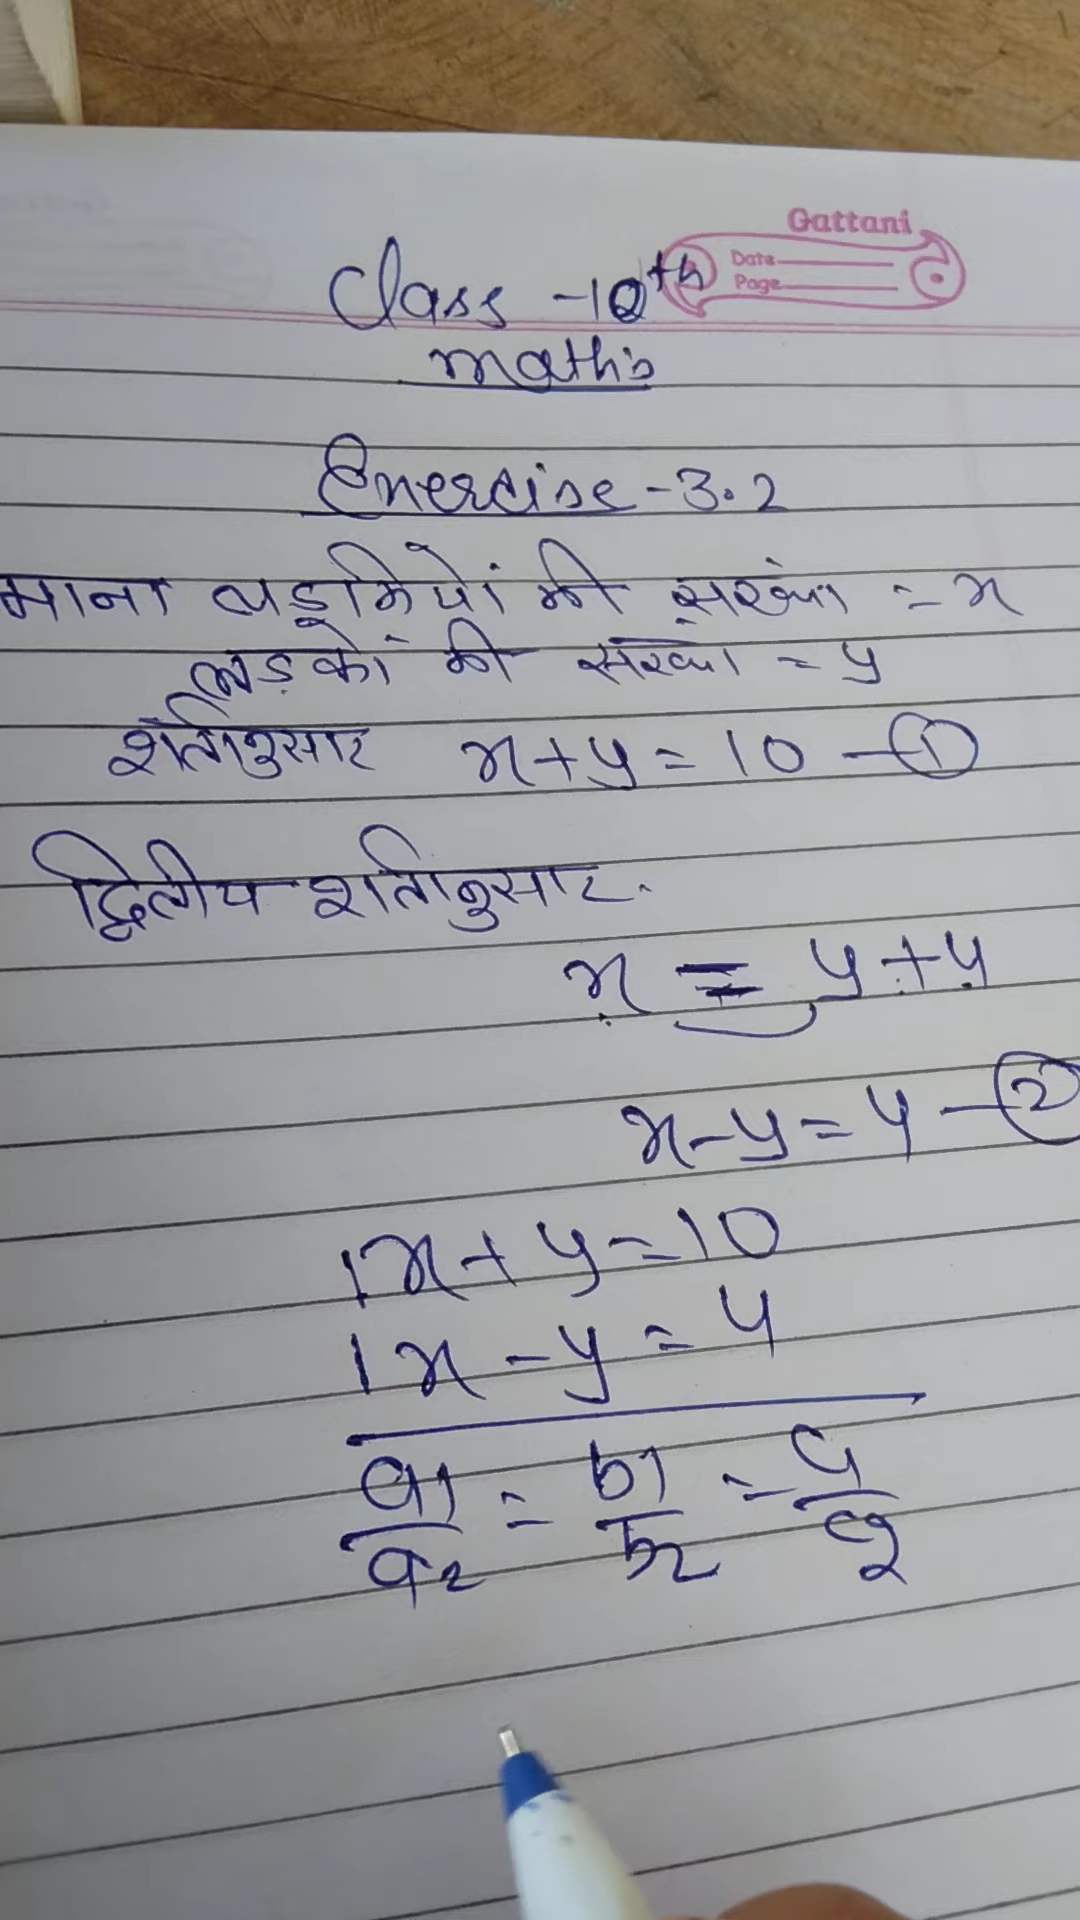 Gattani
Date
Page
Class - 10th
math's
Exercise - 3.2
माना लड़कियों की संख्या = x
लड़कों की संख्या = y
शर्तानुसार x + y = 10 — ①
द्वितीय शर्तानुसार.
x = y + 4
x - y = 4 — ②
1x + y = 10
1x - y = 4
a1/a2 = b1/b2 = c1/c2